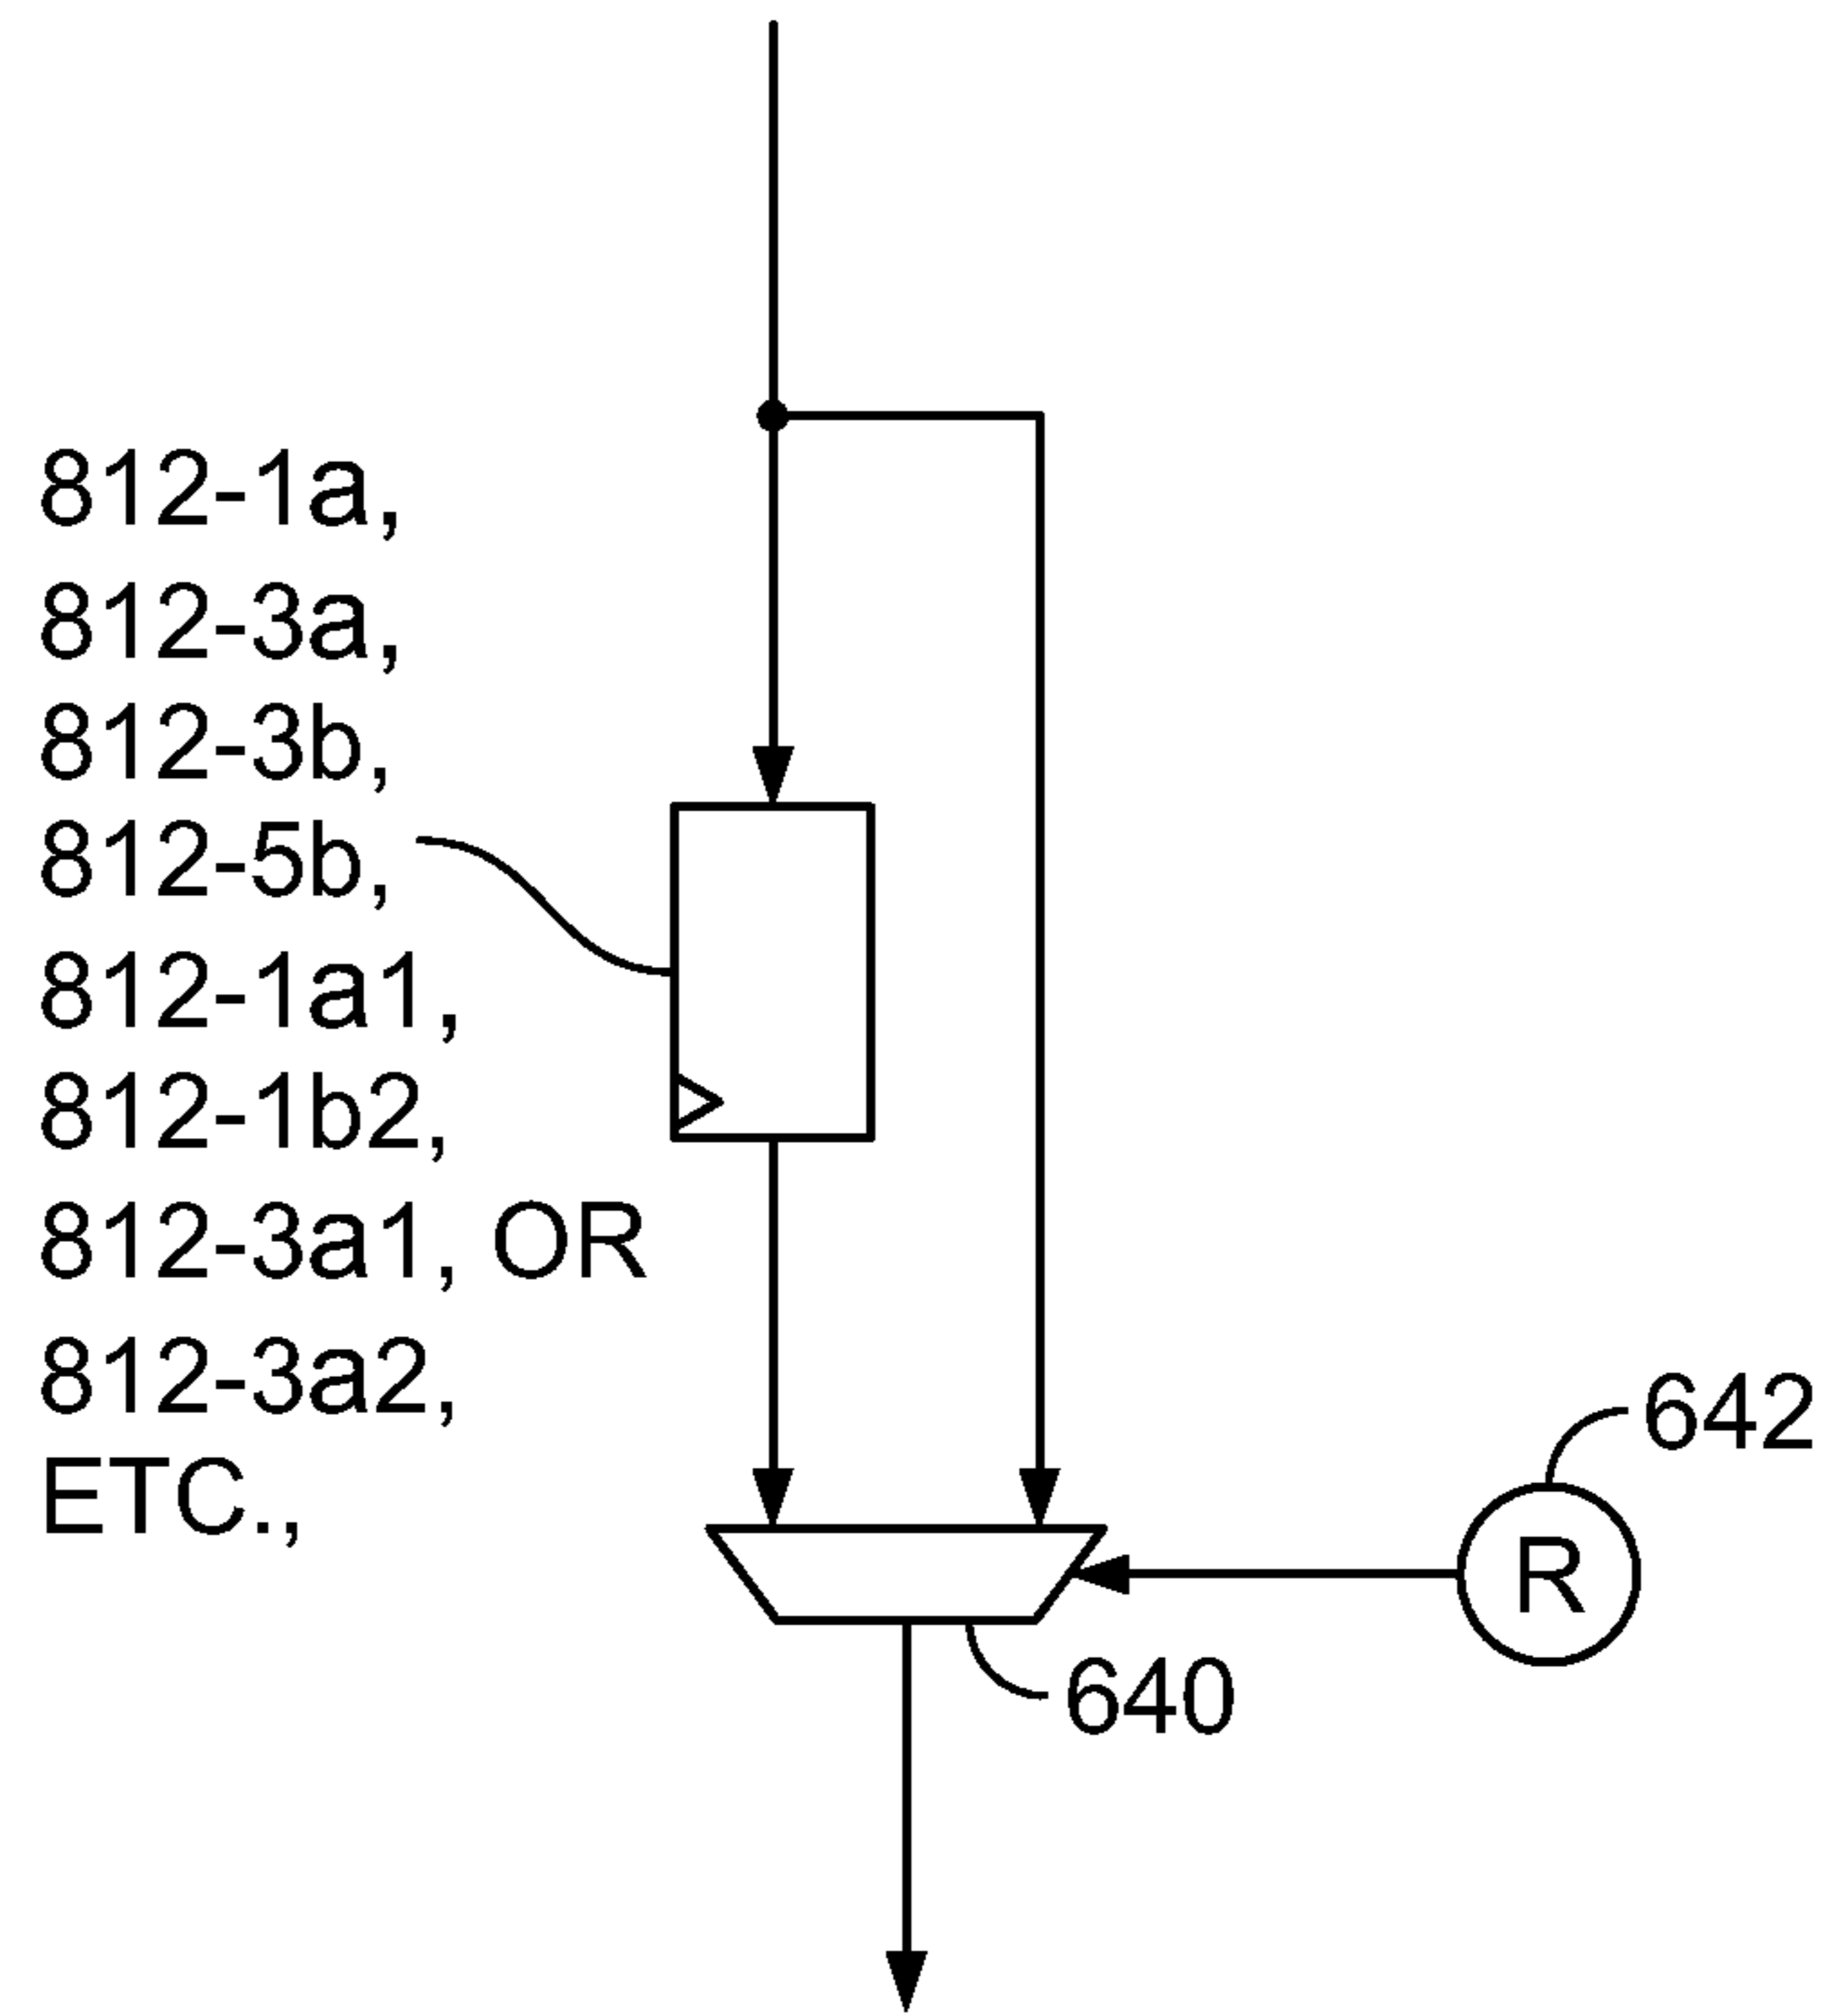 812-1a,
812-3a,
812-3b,
812-5b,
812-1a1,
812-1b2,
812-3a1, OR
812-3a2,
ETC.,
642
R
640